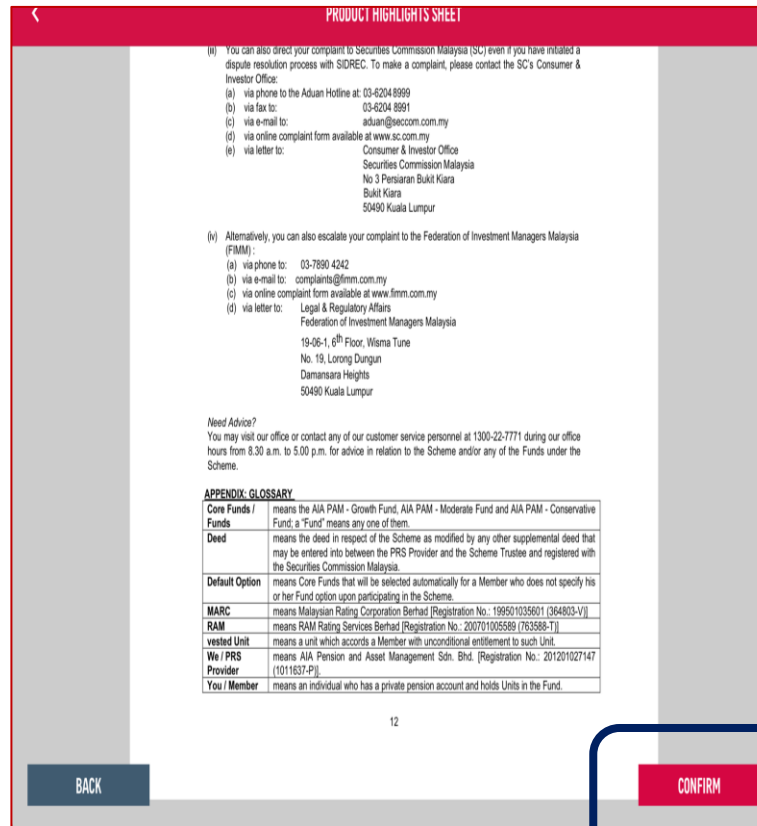 PRODUCT HIGHLIGHTS SHEET
(iii) You can also direct your complaint to Securities Commission Malaysia (SC) even if you have initiated a
dispute resolution process with SIDREC. To make a complaint, please contact the SC's Consumer &
Investor Office:
(a) via phone to the Aduan Hotline at: 03-6204 8999
(b) via fax to: 03-6204 8991
(c) via e-mail to: aduan@seccom.com.my
(d) via online complaint form available at www.sc.com.my
(e) via letter to: Consumer & Investor Office
Securities Commission Malaysia
No 3 Persiaran Bukit Kiara
Bukit Kiara
50490 Kuala Lumpur
(iv) Alternatively, you can also escalate your complaint to the Federation of Investment Managers Malaysia
(FIMM) :
(a) via phone to: 03-7890 4242
(b) via e-mail to: complaints@fimm.com.my
(c) via online complaint form available at www.fimm.com.my
(d) via letter to: Legal & Regulatory Affairs
Federation of Investment Managers Malaysia
19-06-1, 6th Floor, Wisma Tune
No. 19, Lorong Dungun
Damansara Heights
50490 Kuala Lumpur
Need Advice?
You may visit our office or contact any of our customer service personnel at 1300-22-7771 during our office
hours from 8.30 a.m. to 5.00 p.m. for advice in relation to the Scheme and/or any of the Funds under the
Scheme.
APPENDIX: GLOSSARY
Core Funds / means the AIA PAM - Growth Fund, AIA PAM - Moderate Fund and AIA PAM - Conservative
Funds Fund; a “Fund” means any one of them.
Deed means the deed in respect of the Scheme as modified by any other supplemental deed that
may be entered into between the PRS Provider and the Scheme Trustee and registered with
the Securities Commission Malaysia.
Default Option means Core Funds that will be selected automatically for a Member who does not specify his
or her Fund option upon participating in the Scheme.
MARC means Malaysian Rating Corporation Berhad [Registration No.: 199501035601 (364803-V)]
RAM means RAM Rating Services Berhad [Registration No.: 200701005589 (763588-T)]
vested Unit means a unit which accords a Member with unconditional entitlement to such Unit.
We / PRS means AIA Pension and Asset Management Sdn. Bhd. [Registration No.: 201201027147
Provider (1011637-P)].
You / Member means an individual who has a private pension account and holds Units in the Fund.
12
BACK
CONFIRM